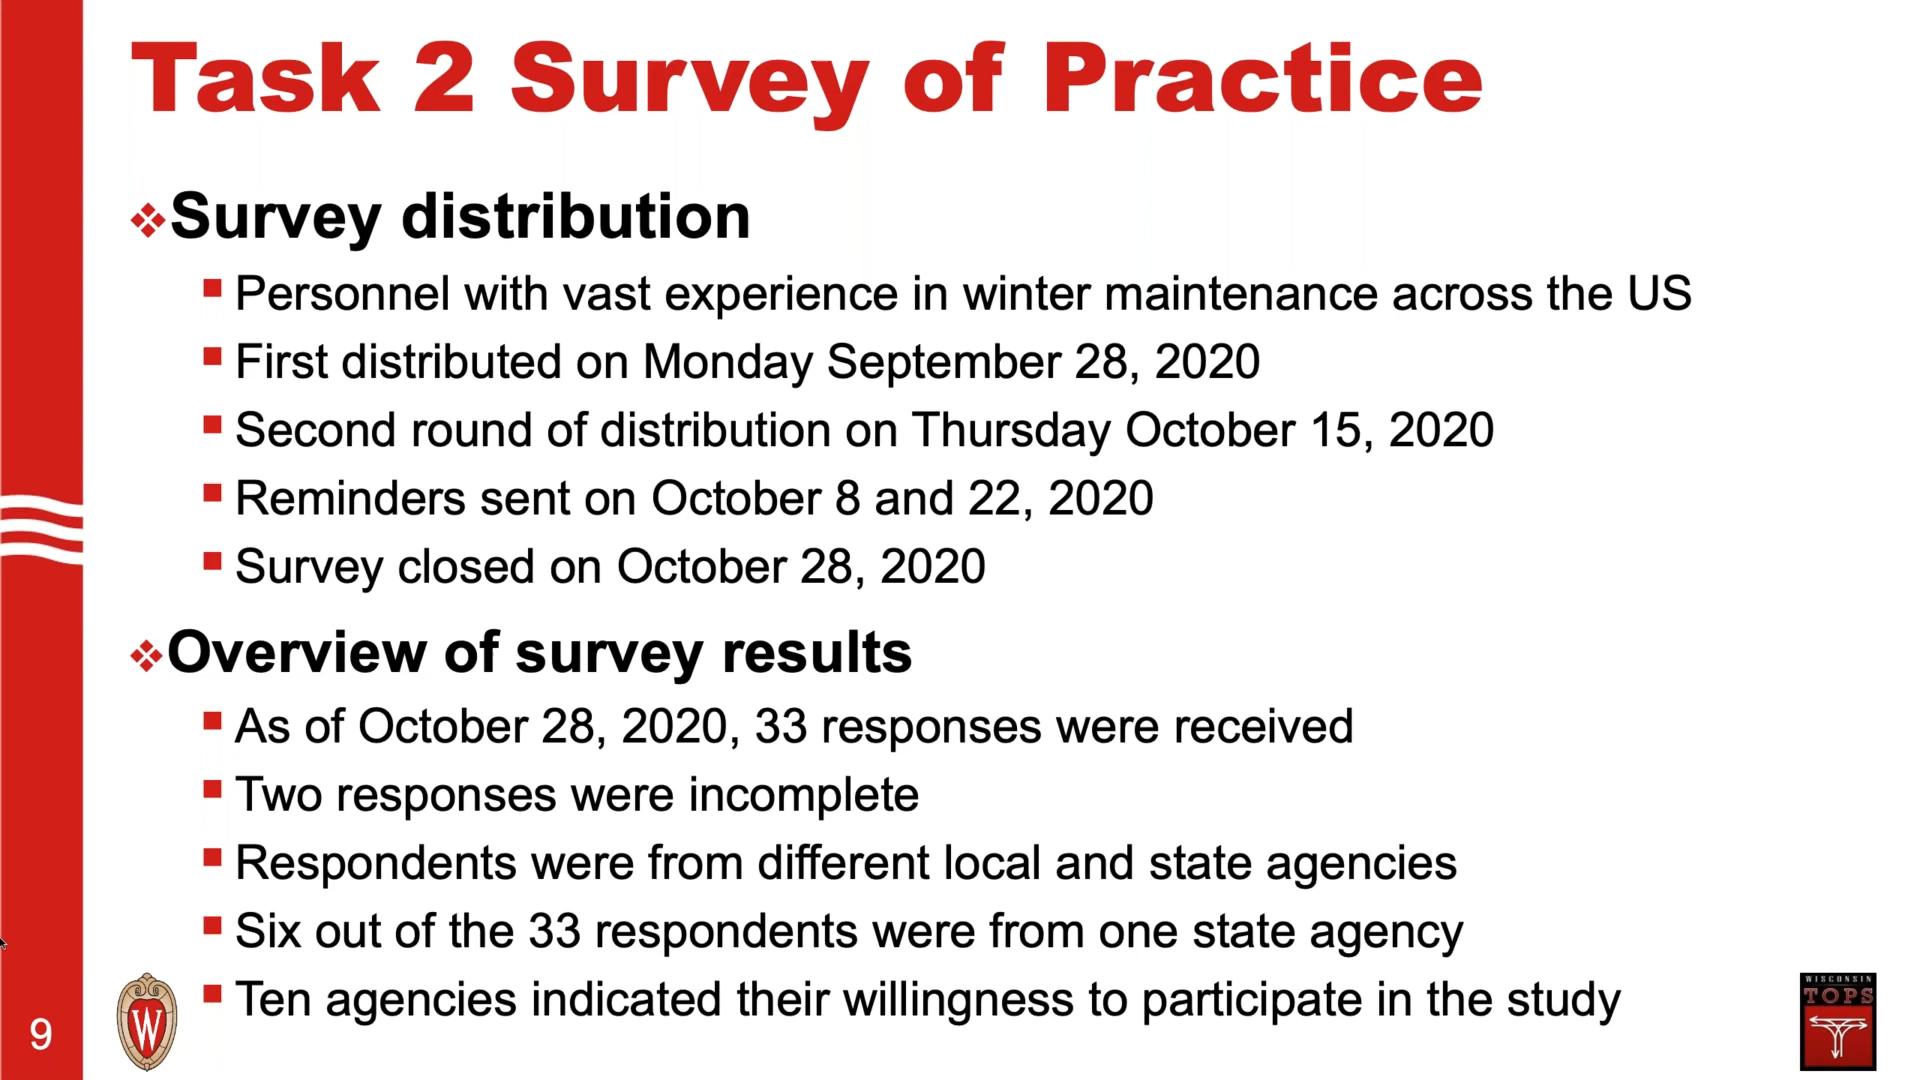 Task 2 Survey of Practice
Survey distribution
Personnel with vast experience in winter maintenance across the US
First distributed on Monday September 28, 2020
Second round of distribution on Thursday October 15, 2020
Reminders sent on October 8 and 22, 2020
Survey closed on October 28, 2020
Overview of survey results
As of October 28, 2020, 33 responses were received
Two responses were incomplete
Respondents were from different local and state agencies
Six out of the 33 respondents were from one state agency
Ten agencies indicated their willingness to participate in the study
9
W
WISCONSIN
TOPS